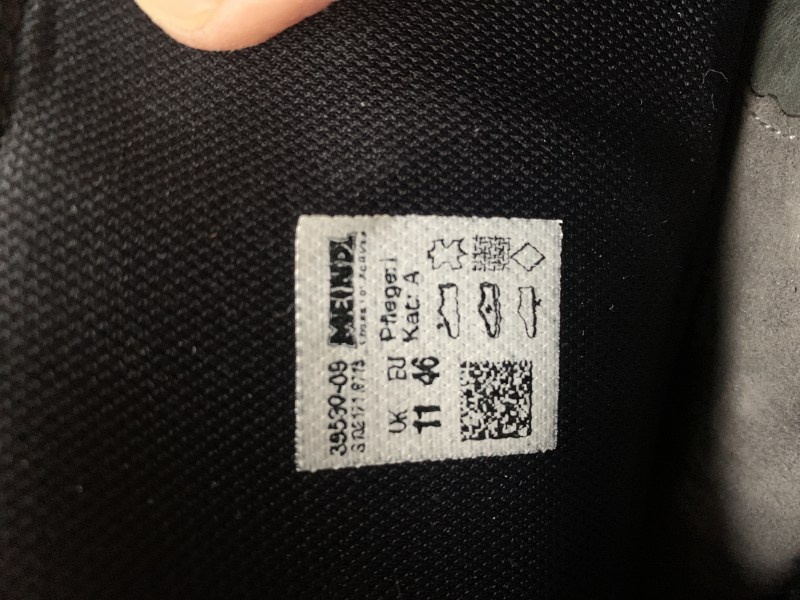 MEINDL
39590-09
UK EU
11 46
Pflege: I
Kat: A